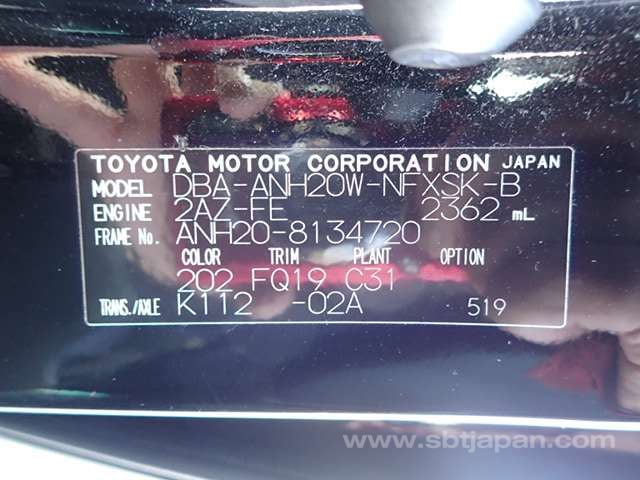 TOYOTA MOTOR CORPORATION JAPAN
MODEL DBA-ANH20W-NFXSK-B
ENGINE 2AZ-FE 2362 mL
FRAME No. ANH20-8134720
COLOR TRIM PLANT OPTION
202 FQ19 C31
TRANS./AXLE K112 -02A 519
www.sbtjapan.com